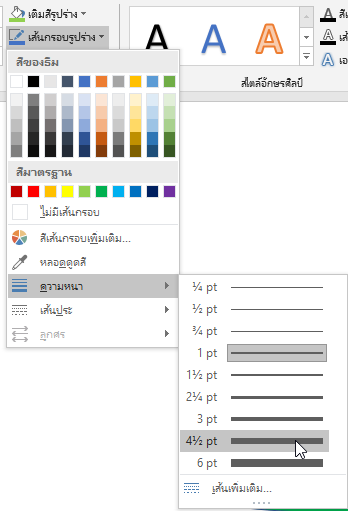 เติมสีรูปร่าง
เส้นกรอบรูปร่าง
A A A
A
A
A
สไตล์อักษรศิลป์
สีของธีม
สีมาตรฐาน
ไม่มีเส้นกรอบ
สีเส้นกรอบเพิ่มเติม...
หลอดดูดสี
ความหนา
เส้นประ
ลูกศร
¼ pt
½ pt
¾ pt
1 pt
1½ pt
2¼ pt
3 pt
4½ pt
6 pt
เส้นเพิ่มเติม...